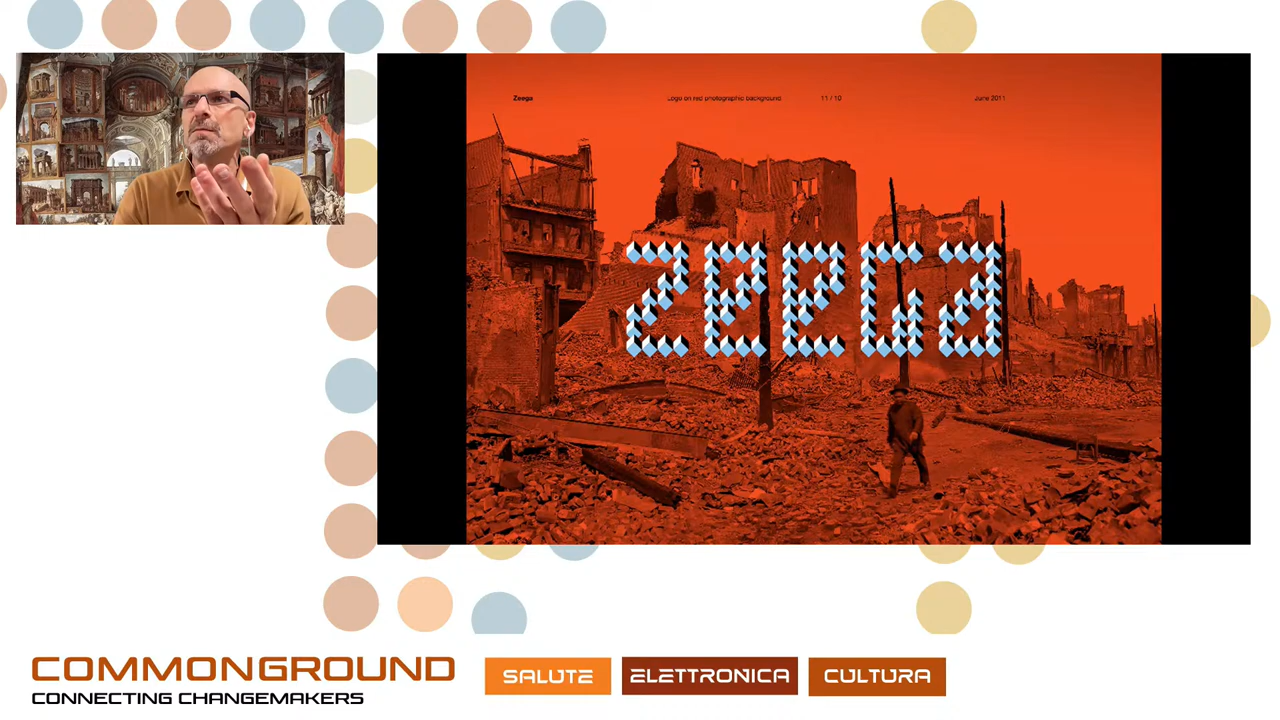 Zeega
Logo on red photographic background
11 / 10
June 2011
zeeGa
COMMONGROUND
CONNECTING CHANGEMAKERS
SALUTE
ELETTRONICA
CULTURA